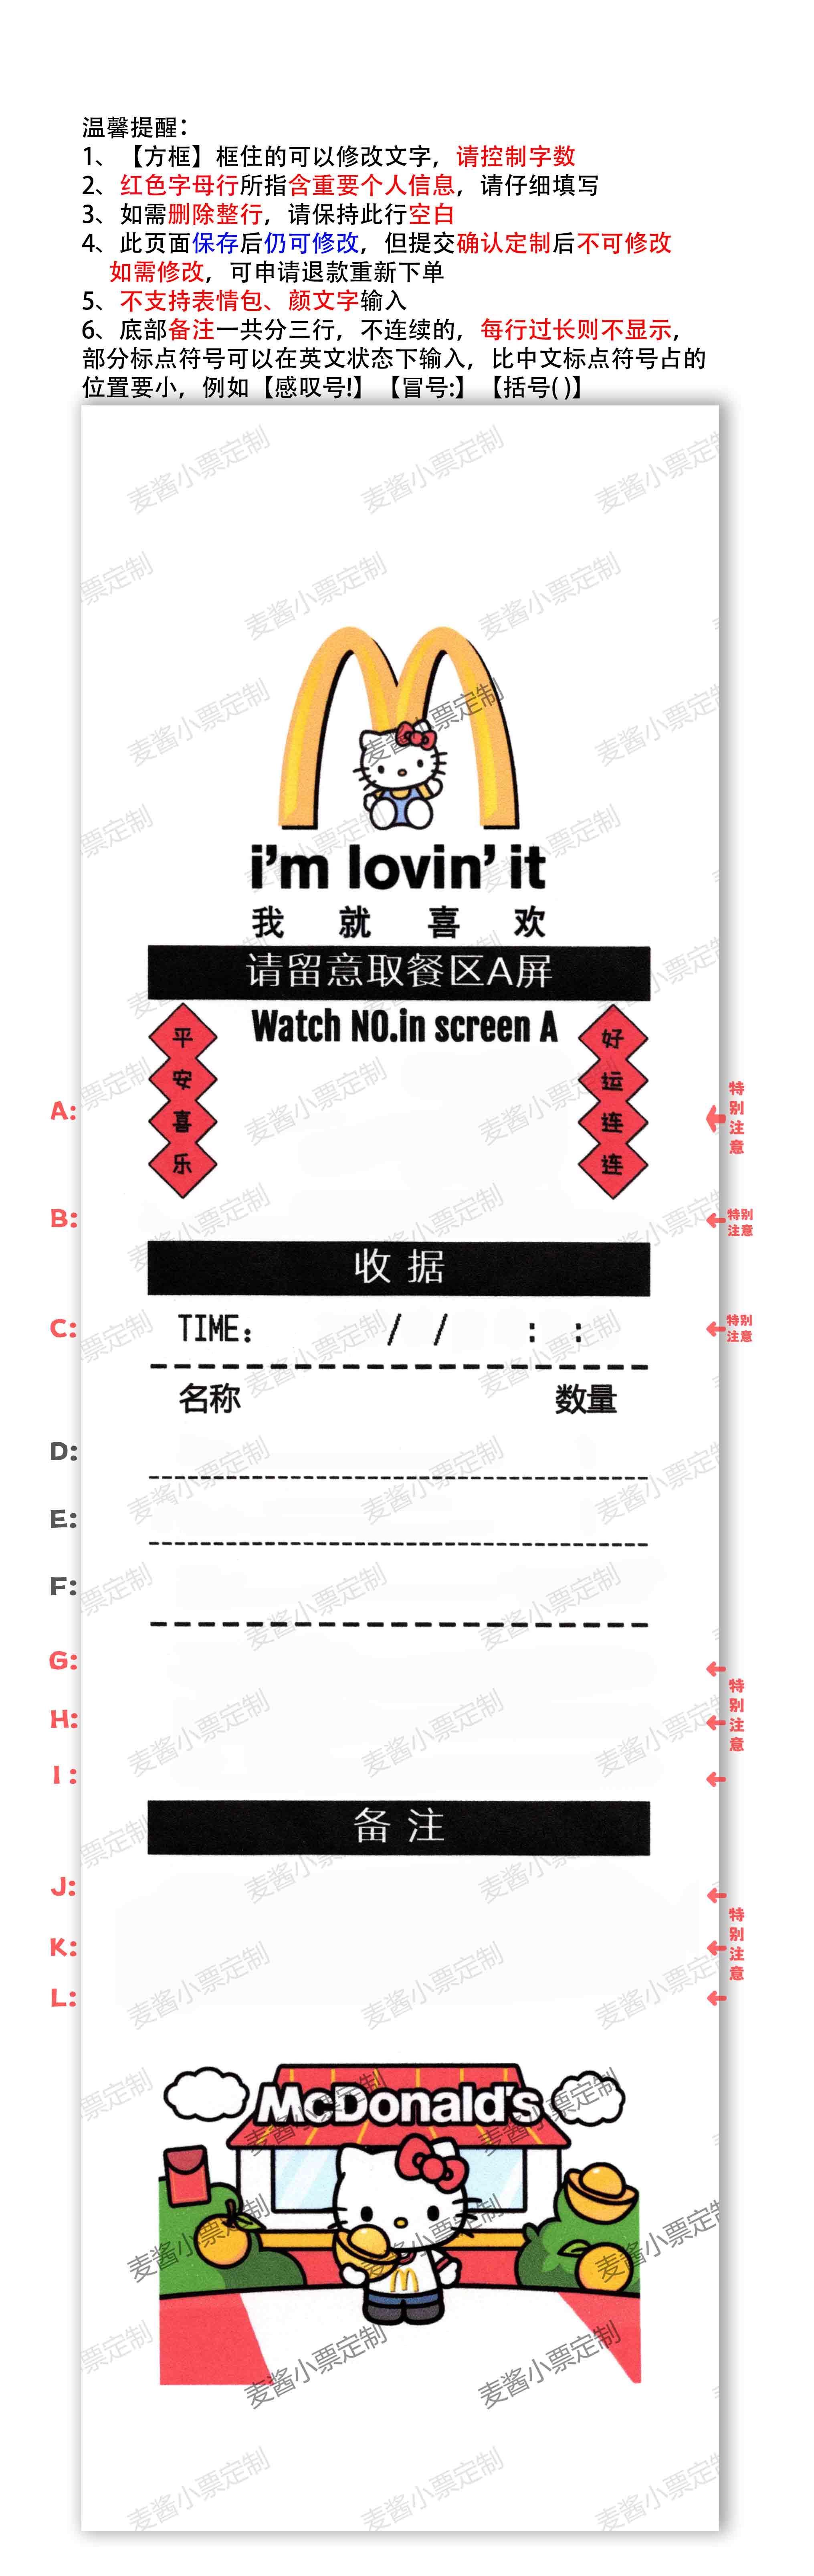 温馨提醒：
1、【方框】框住的可以修改文字，请控制字数
2、红色字母行所指含重要个人信息，请仔细填写
3、如需删除整行，请保持此行空白
4、此页面保存后仍可修改，但提交确认定制后不可修改
如需修改，可申请退款重新下单
5、不支持表情包、颜文字输入
6、底部备注一共分三行，不连续的，每行过长则不显示，
部分标点符号可以在英文状态下输入，比中文标点符号占的
位置要小，例如【感叹号!】【冒号:】【括号( )】
麦酱小票定制
i'm lovin' it
我就喜欢
请留意取餐区A屏
Watch NO.in screen A
平安喜乐
好运连连
A:
特别注意
B:
特别注意
收据
C:
TIME: / / : :
特别注意
名称 数量
D:
E:
F:
G:
H:
特别注意
I:
备注
J:
K:
特别注意
L:
McDonald's